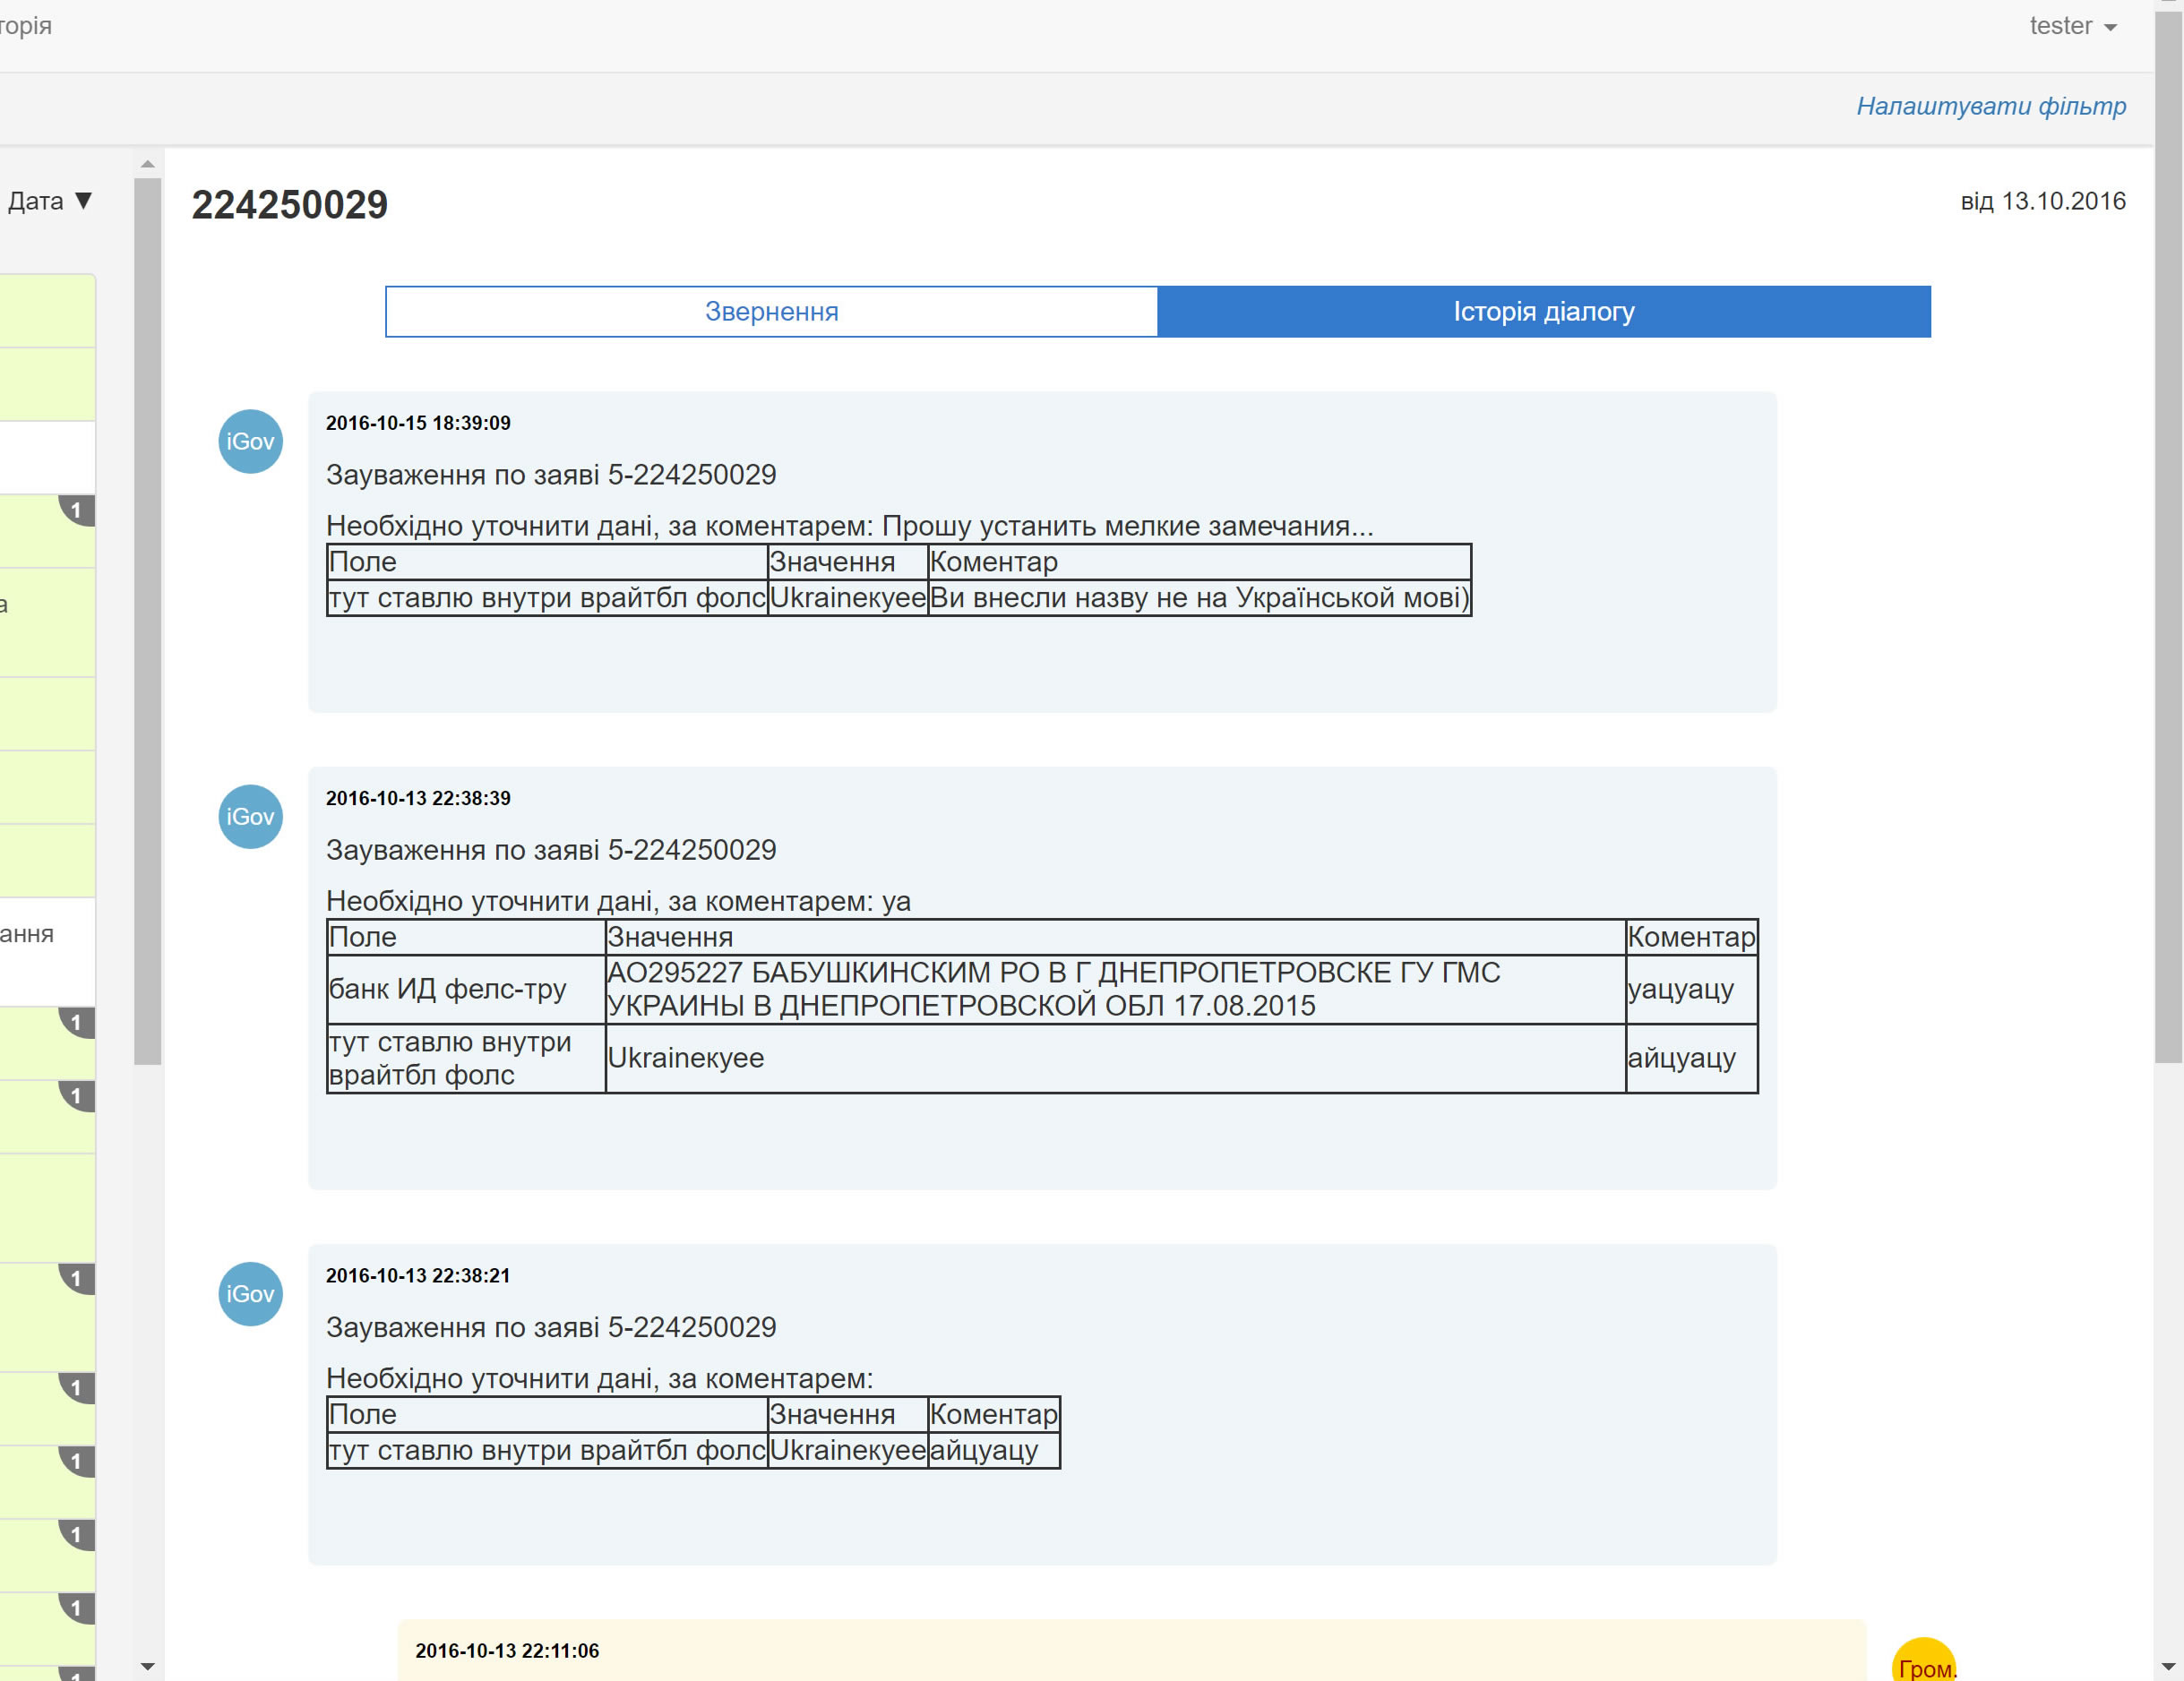 торія
tester
Налаштувати фільтр
Дата ▼
224250029
від 13.10.2016
Звернення
Історія діалогу
1
а
ання
1
1
1
1
1
1
1
1
iGov
2016-10-15 18:39:09
Зауваження по заяві 5-224250029
Необхідно уточнити дані, за коментарем: Прошу устанить мелкие замечания...
Поле Значення Коментар
тут ставлю внутри врайтбл фолс Ukraineкуее Ви внесли назву не на Українській мові)
iGov
2016-10-13 22:38:39
Зауваження по заяві 5-224250029
Необхідно уточнити дані, за коментарем: уа
Поле Значення Коментар
банк ИД фелс-тру АО295227 БАБУШКИНСКИМ РО В Г ДНЕПРОПЕТРОВСКЕ ГУ ГМС
УКРАИНЫ В ДНЕПРОПЕТРОВСКОЙ ОБЛ 17.08.2015 уацуацу
тут ставлю внутри
врайтбл фолс Ukraineкуее айцуацу
iGov
2016-10-13 22:38:21
Зауваження по заяві 5-224250029
Необхідно уточнити дані, за коментарем:
Поле Значення Коментар
тут ставлю внутри врайтбл фолс Ukraineкуее айцуацу
2016-10-13 22:11:06
Гром.